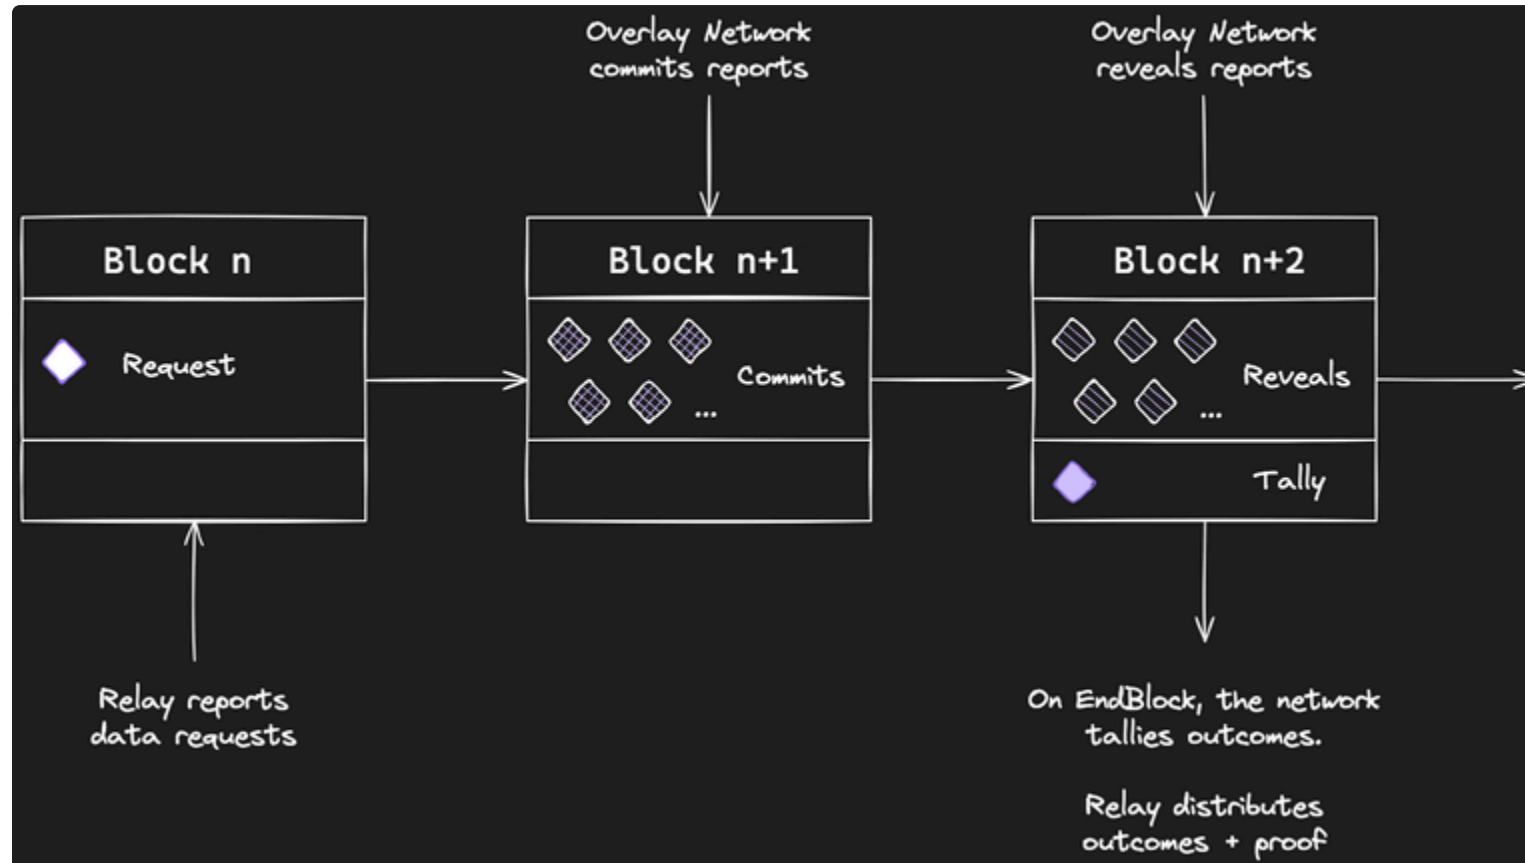 Overlay Network
commits reports
Overlay Network
reveals reports
Block n
Request
Block n+1
Commits
...
Block n+2
Reveals
...
Tally
Relay reports
data requests
On EndBlock, the network
tallies outcomes.
Relay distributes
outcomes + proof